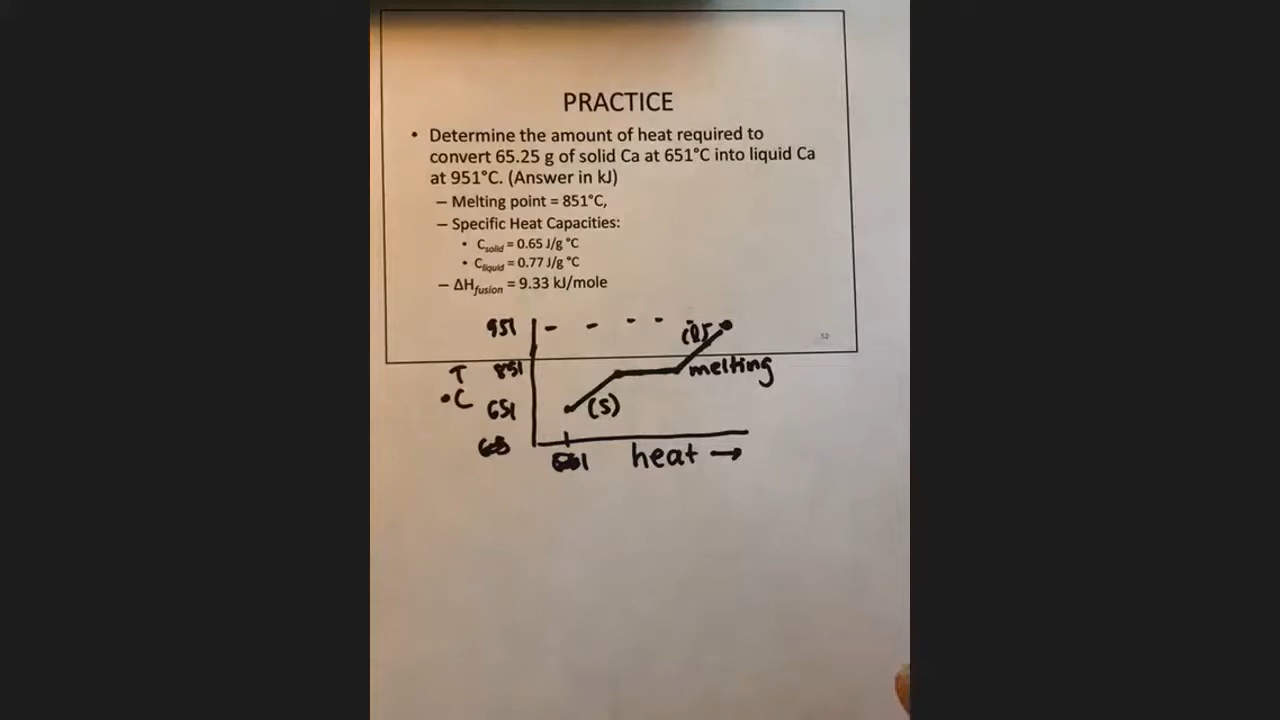 PRACTICE
• Determine the amount of heat required to
convert 65.25 g of solid Ca at 651°C into liquid Ca
at 951°C. (Answer in kJ)
– Melting point = 851°C,
– Specific Heat Capacities:
• Csolid = 0.65 J/g °C
• Cliquid = 0.77 J/g °C
– ΔHfusion = 9.33 kJ/mole
52
951
(l)
T 851
melting
°C 651
(s)
heat →